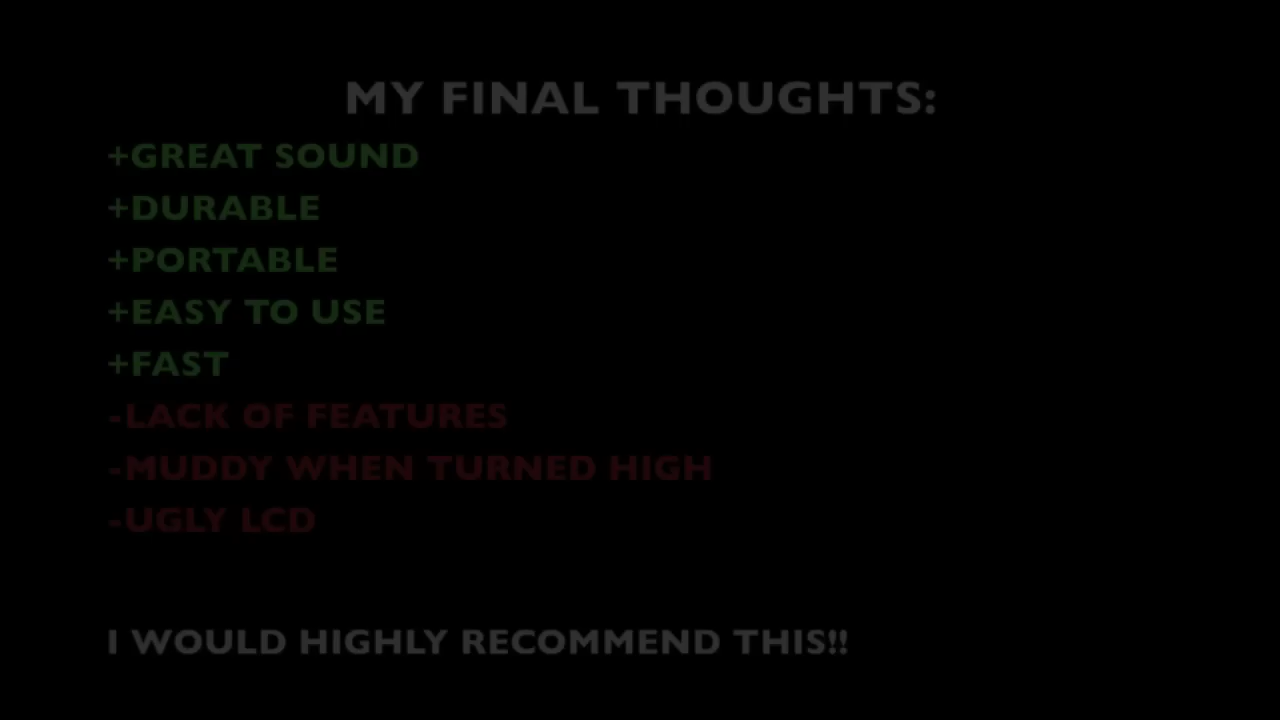 MY FINAL THOUGHTS:
+GREAT SOUND
+DURABLE
+PORTABLE
+EASY TO USE
+FAST
-LACK OF FEATURES
-MUDDY WHEN TURNED HIGH
-UGLY LCD
I WOULD HIGHLY RECOMMEND THIS!!